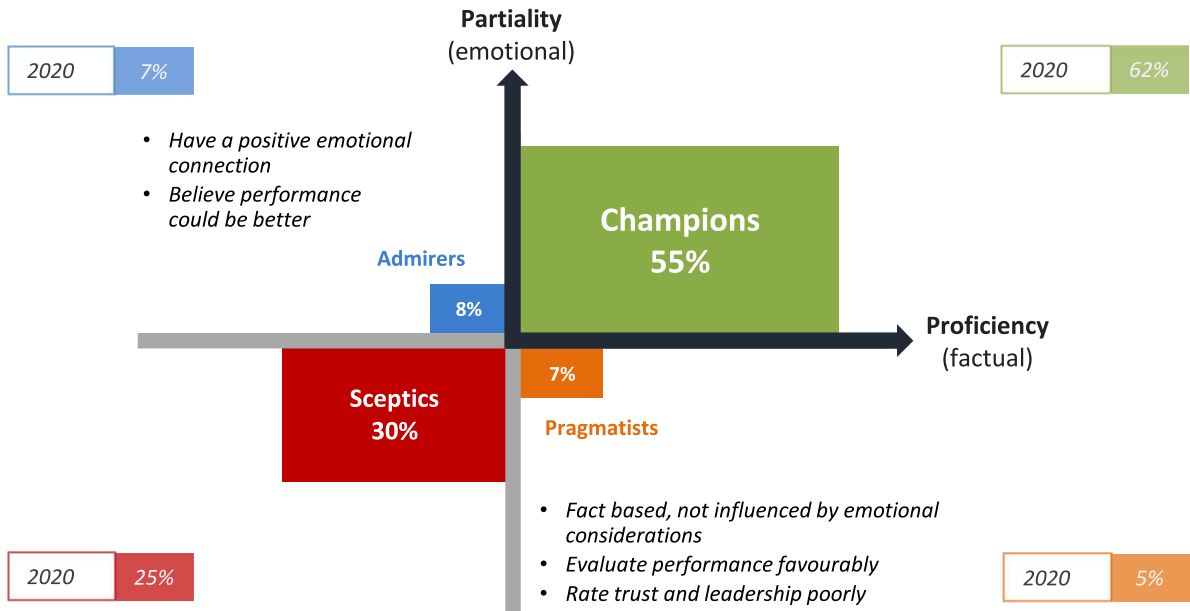 Partiality
(emotional)
2020 7%
2020 62%
• Have a positive emotional
connection
• Believe performance
could be better
Champions
55%
Admirers
8%
Proficiency
(factual)
Sceptics
30%
7%
Pragmatists
• Fact based, not influenced by emotional
considerations
• Evaluate performance favourably
• Rate trust and leadership poorly
2020 25%
2020 5%